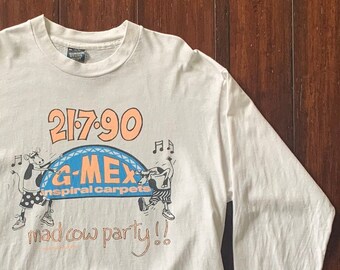 21·7·90
G-MEX
inspiral carpets
mad cow party!!